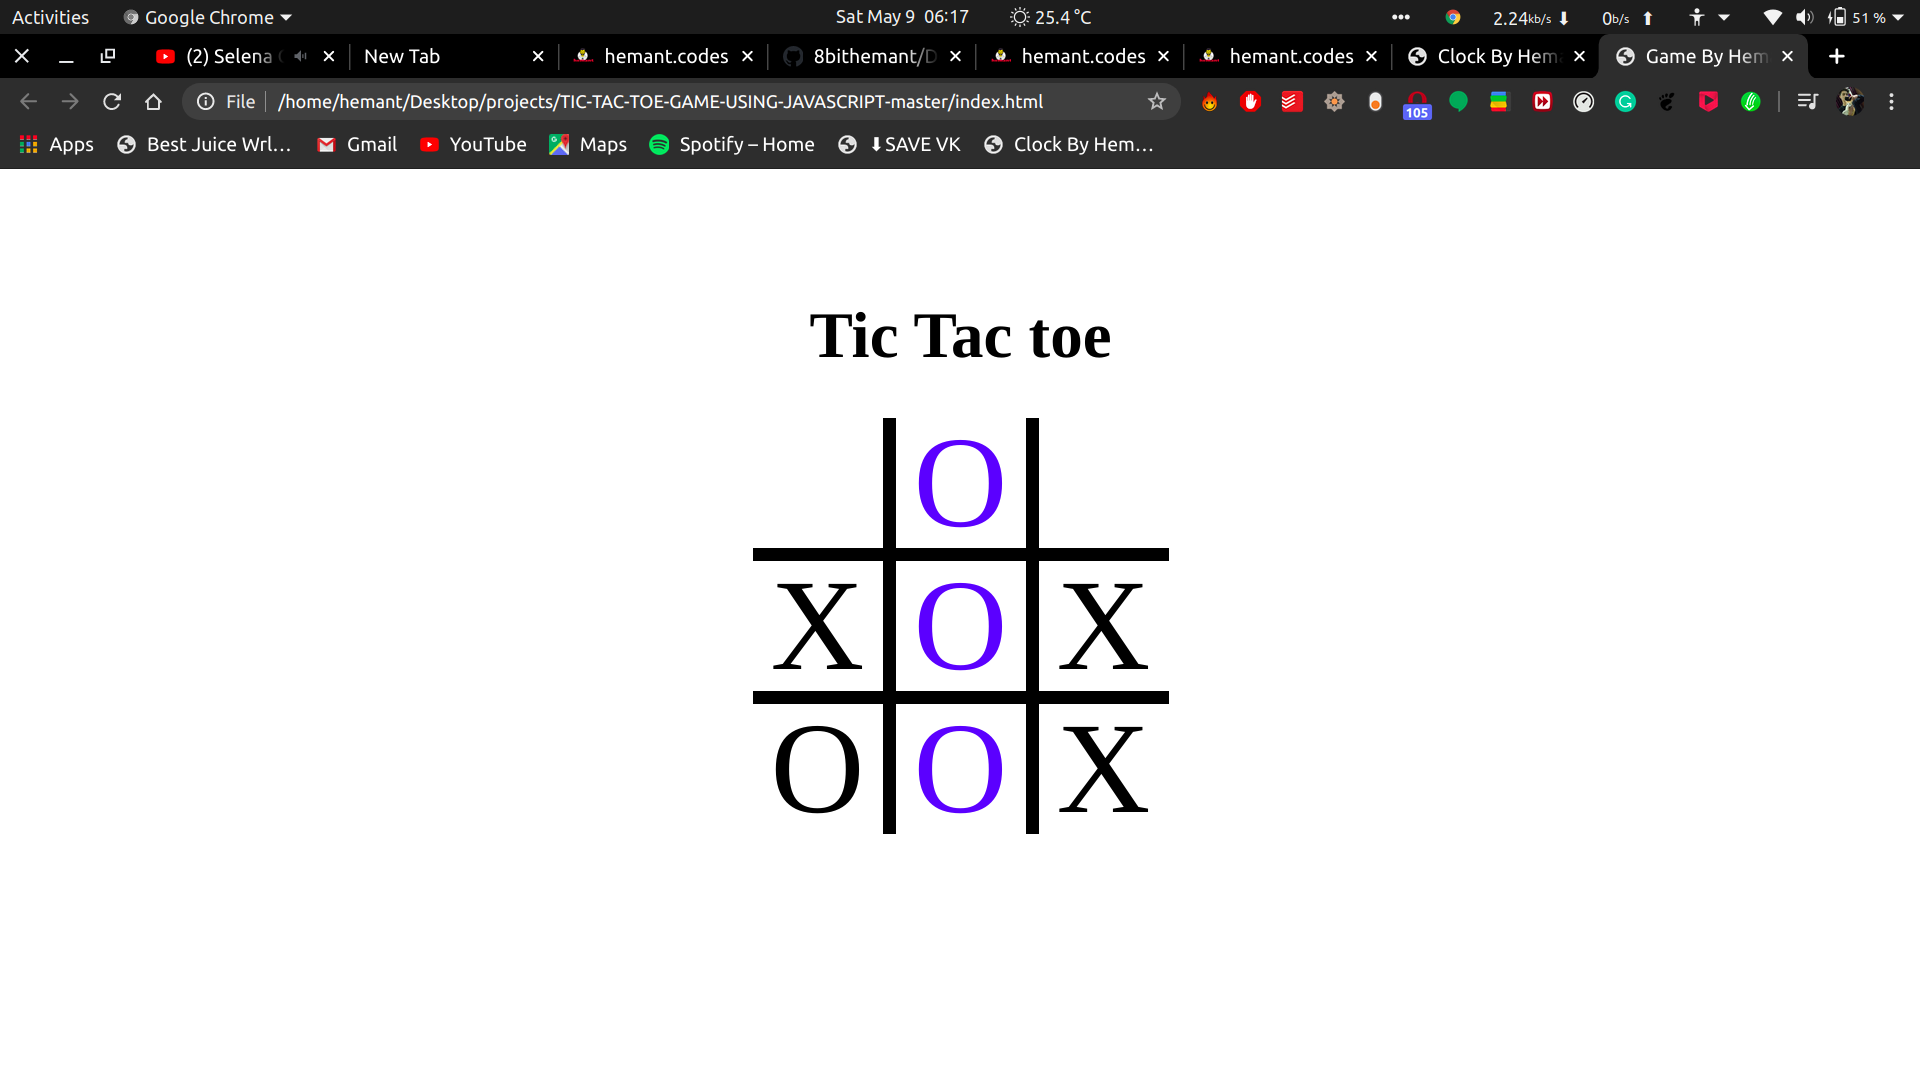 Activities Google Chrome Sat May 9 06:17 25.4 °C 2.24kb/s 0b/s 51 %
(2) Selena New Tab hemant.codes 8bithemant/D hemant.codes hemant.codes Clock By Hem Game By Hem
File /home/hemant/Desktop/projects/TIC-TAC-TOE-GAME-USING-JAVASCRIPT-master/index.html 105
Apps Best Juice Wrl... Gmail YouTube Maps Spotify – Home ⬇SAVE VK Clock By Hem...
Tic Tac toe
O
X O X
O O X